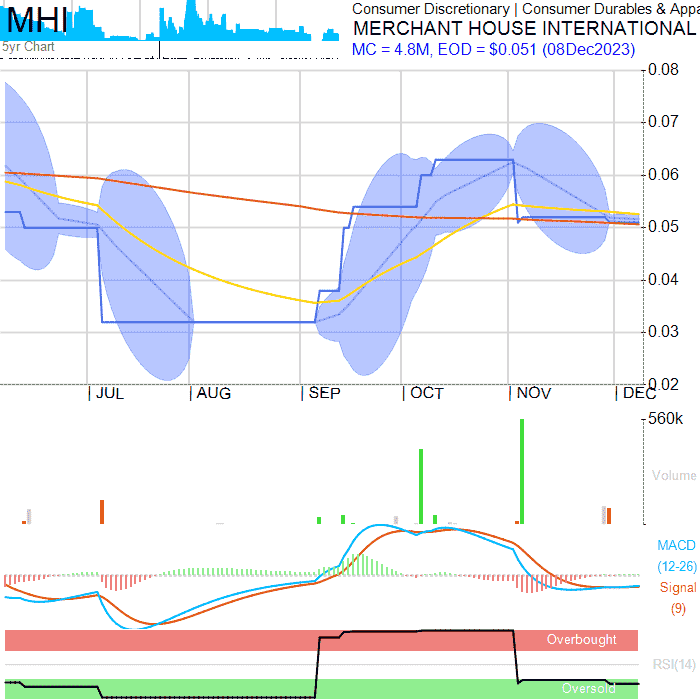 MHI
5yr Chart
Consumer Discretionary | Consumer Durables & Appa
MERCHANT HOUSE INTERNATIONAL
MC = 4.8M, EOD = $0.051 (08Dec2023)
0.08
0.07
0.06
0.05
0.04
0.03
0.02
JUL AUG SEP OCT NOV DEC
560k
Volume
MACD
(12-26)
Signal
(9)
Overbought
RSI(14)
Oversold